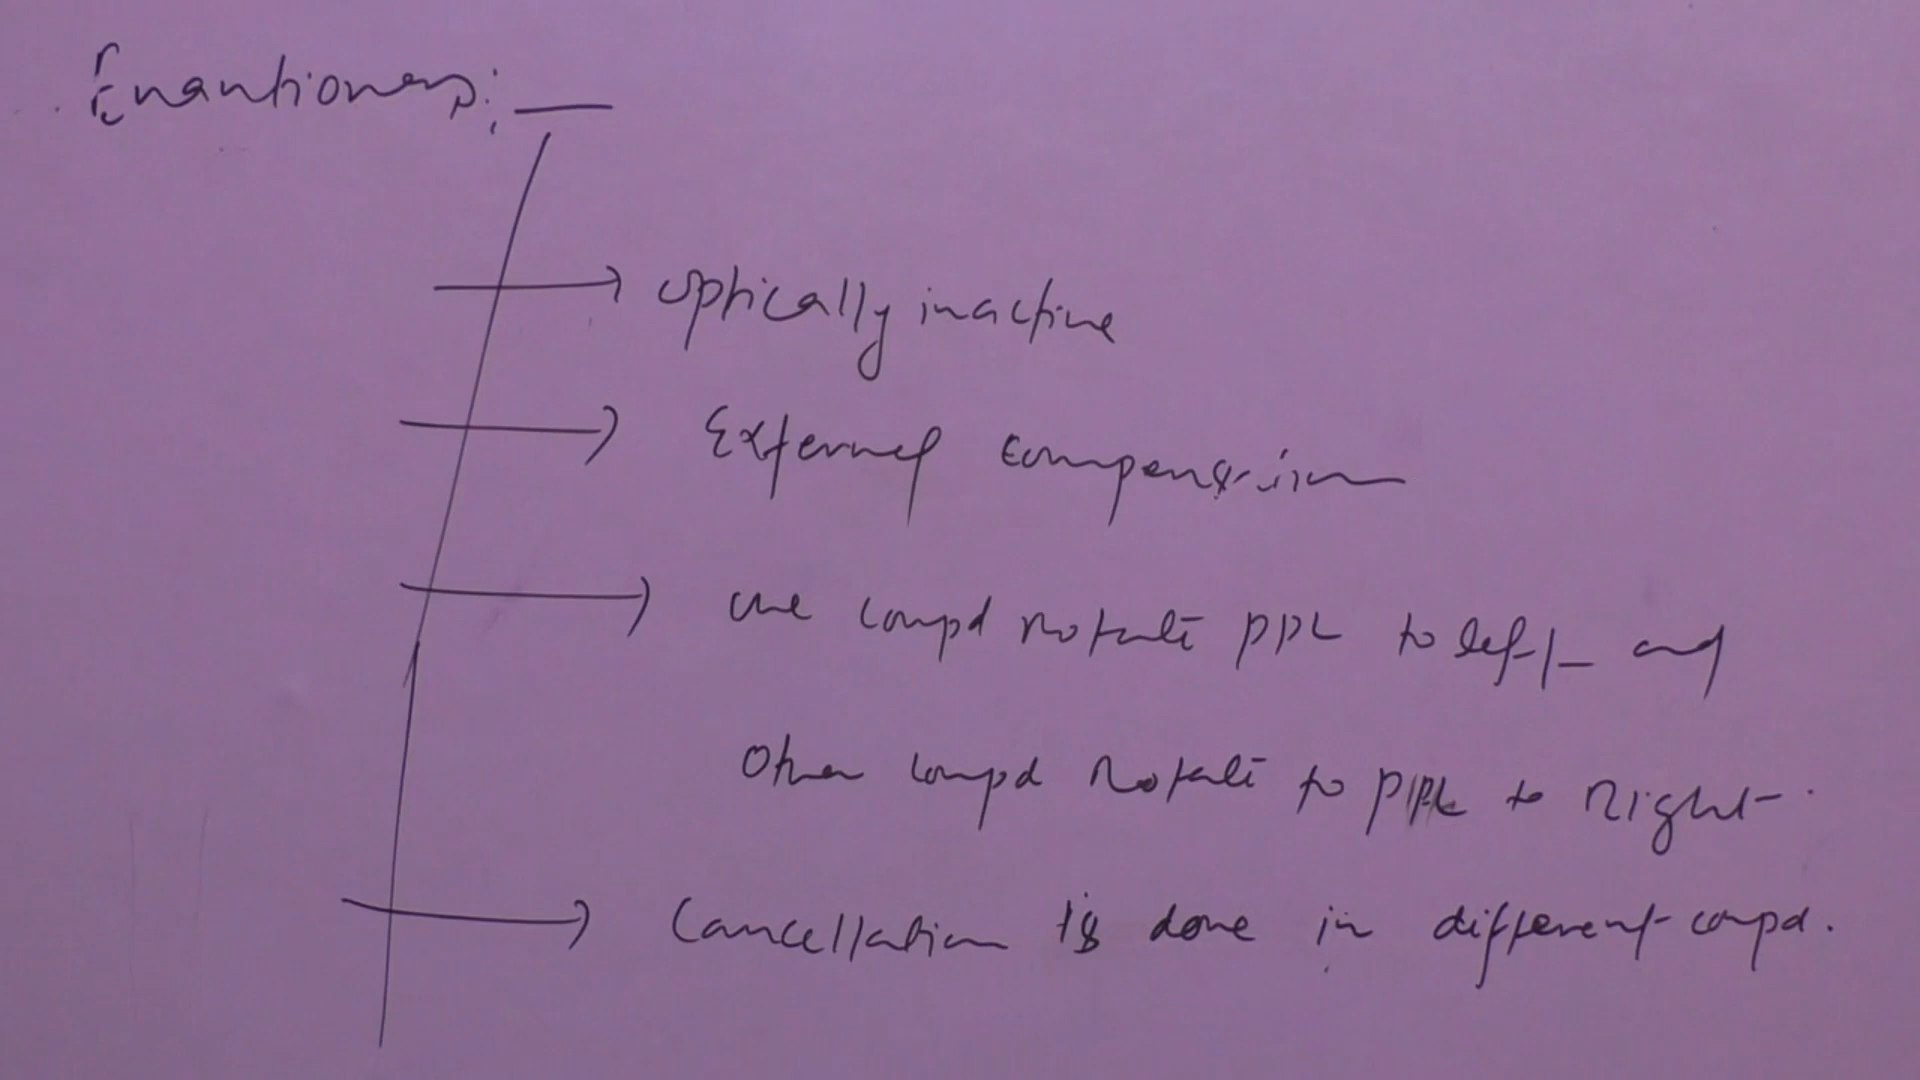 Enantiomers:—
→ optically inactive
→ External compensation
→ one compd rotate PPL to left and
other compd rotate to PPL to Right.
→ Cancellation is done in different compd.